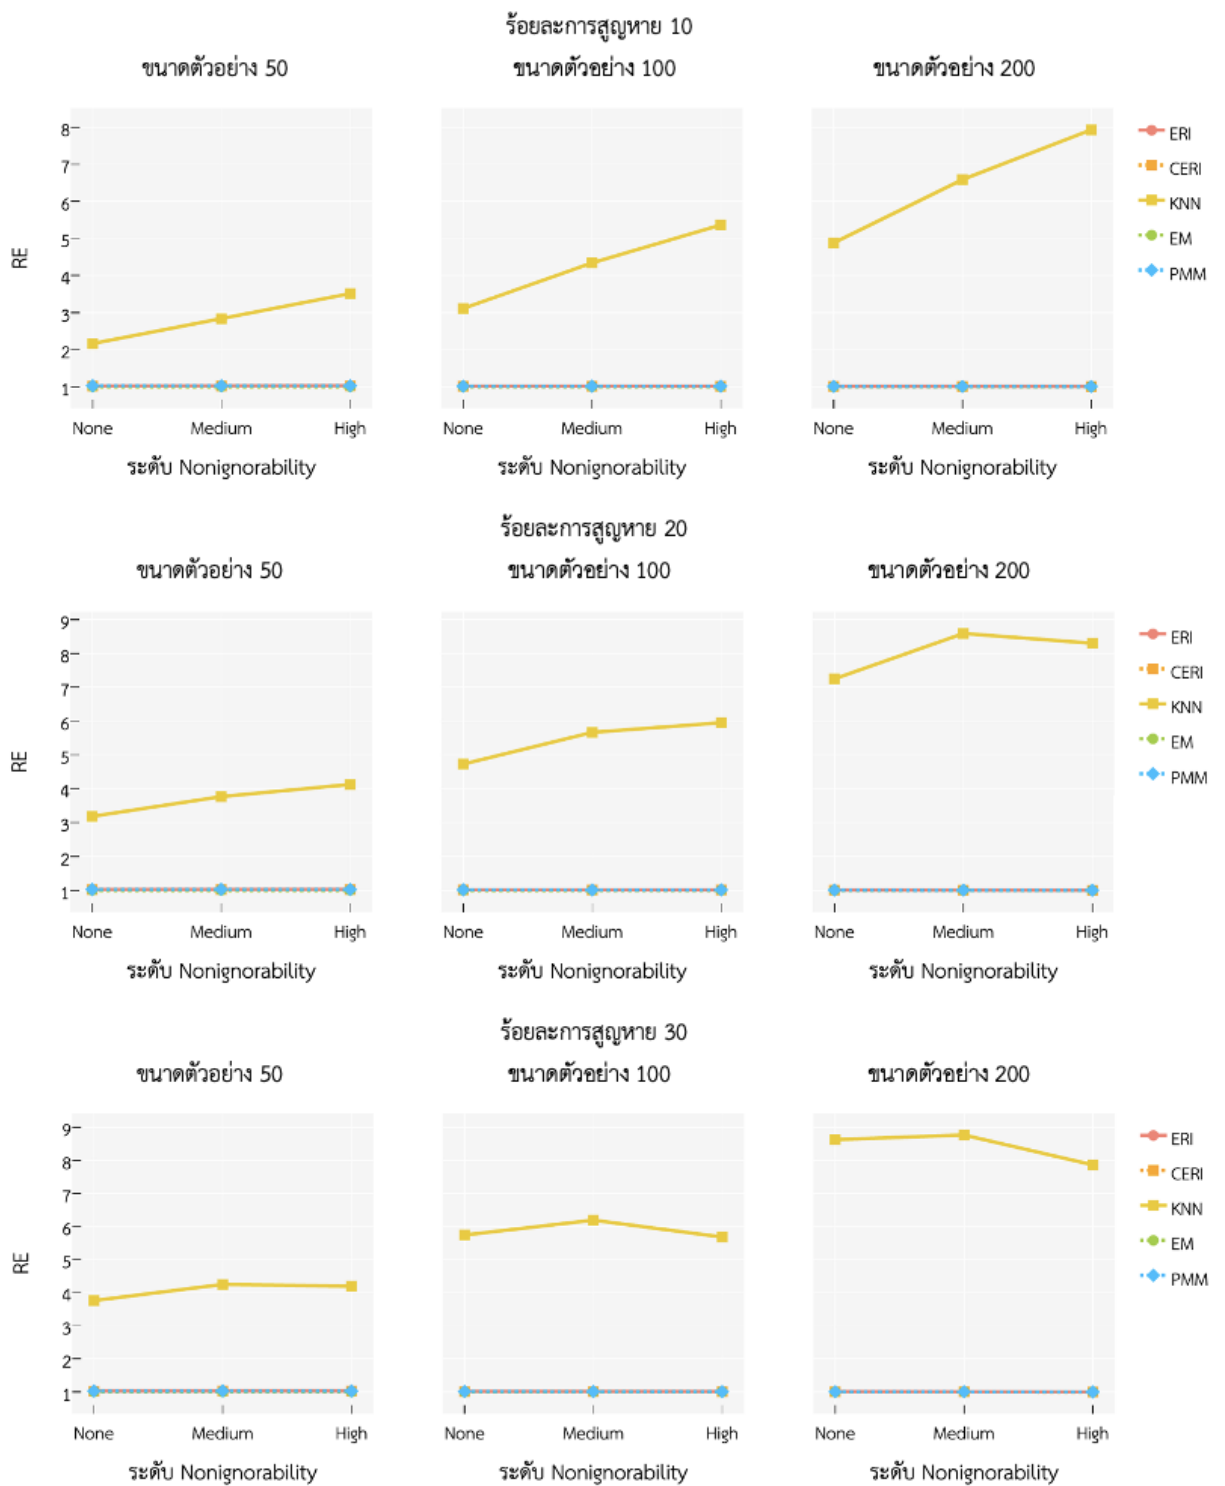 ร้อยละการสูญหาย 10
ขนาดตัวอย่าง 50 ขนาดตัวอย่าง 100 ขนาดตัวอย่าง 200
8
7
6
5
4
3
2
1
RE
None Medium High None Medium High None Medium High
ระดับ Nonignorability ระดับ Nonignorability ระดับ Nonignorability
ERI
CERI
KNN
EM
PMM
ร้อยละการสูญหาย 20
ขนาดตัวอย่าง 50 ขนาดตัวอย่าง 100 ขนาดตัวอย่าง 200
9
8
7
6
5
4
3
2
1
RE
None Medium High None Medium High None Medium High
ระดับ Nonignorability ระดับ Nonignorability ระดับ Nonignorability
ERI
CERI
KNN
EM
PMM
ร้อยละการสูญหาย 30
ขนาดตัวอย่าง 50 ขนาดตัวอย่าง 100 ขนาดตัวอย่าง 200
9
8
7
6
5
4
3
2
1
RE
None Medium High None Medium High None Medium High
ระดับ Nonignorability ระดับ Nonignorability ระดับ Nonignorability
ERI
CERI
KNN
EM
PMM